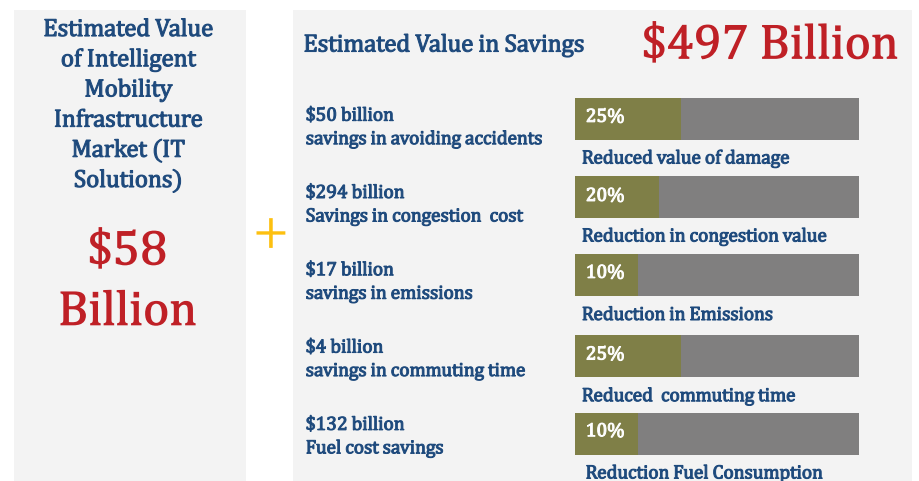 Estimated Value
of Intelligent
Mobility
Infrastructure
Market (IT
Solutions)
$58
Billion
+
Estimated Value in Savings
$497 Billion
$50 billion
savings in avoiding accidents
25%
Reduced value of damage
$294 billion
Savings in congestion cost
20%
Reduction in congestion value
$17 billion
savings in emissions
10%
Reduction in Emissions
$4 billion
savings in commuting time
25%
Reduced commuting time
$132 billion
Fuel cost savings
10%
Reduction Fuel Consumption